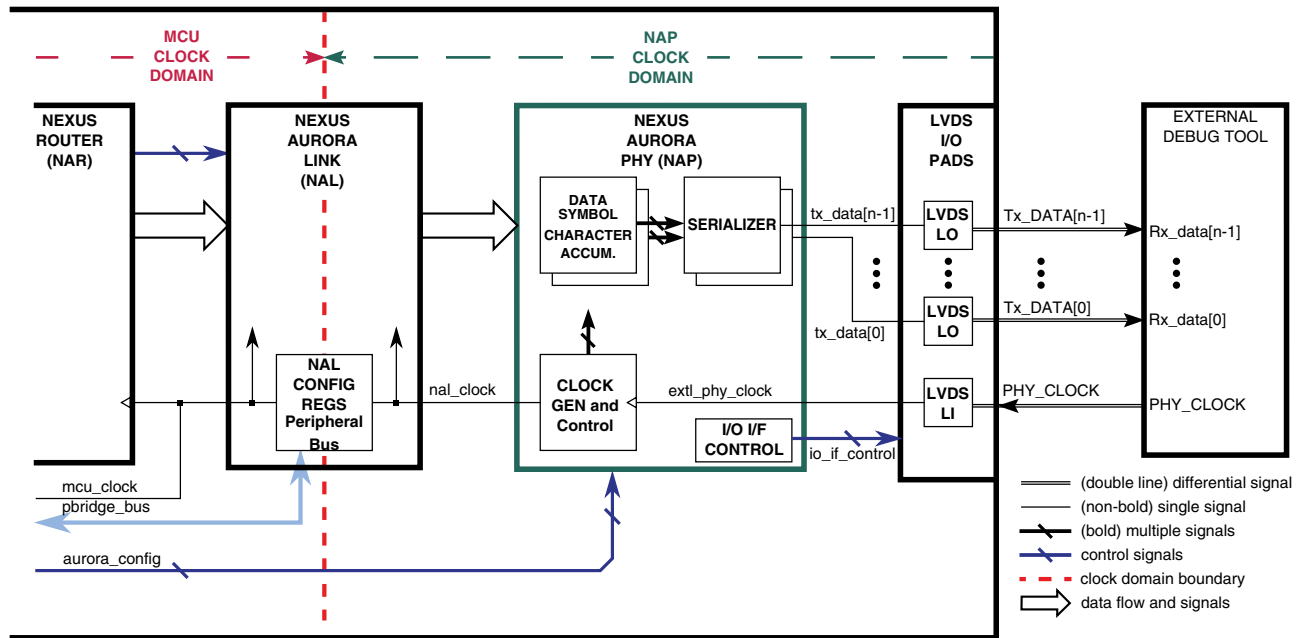 MCU
CLOCK
DOMAIN
NAP
CLOCK
DOMAIN
NEXUS
ROUTER
(NAR)
NEXUS
AURORA
LINK
(NAL)
NEXUS
AURORA
PHY (NAP)
LVDS
I/O
PADS
EXTERNAL
DEBUG TOOL
DATA
SYMBOL
CHARACTER
ACCUM.
SERIALIZER
tx_data[n-1]
LVDS
LO
Tx_DATA[n-1]
Rx_data[n-1]
tx_data[0]
LVDS
LO
Tx_DATA[0]
Rx_data[0]
NAL
CONFIG
REGS
Peripheral
Bus
nal_clock
CLOCK
GEN and
Control
extl_phy_clock
LVDS
LI
PHY_CLOCK
PHY_CLOCK
I/O I/F
CONTROL
io_if_control
mcu_clock
pbridge_bus
aurora_config
(double line) differential signal
(non-bold) single signal
(bold) multiple signals
control signals
clock domain boundary
data flow and signals